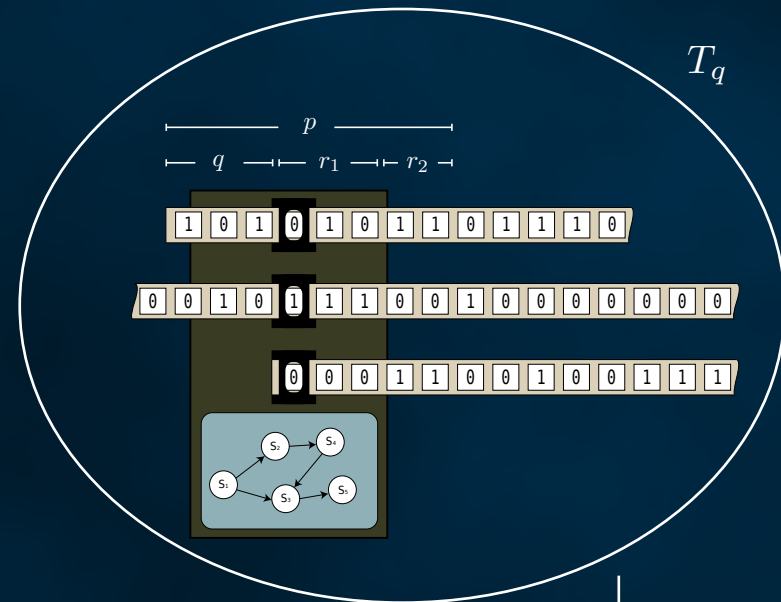 T_q
p
q r₁ r₂
1 0 1 0 1 0 1 1 0 1 1 1 0
0 0 1 0 1 1 1 0 0 1 0 0 0 0 0 0 0
0 0 0 1 1 0 0 1 0 0 1 1 1
S₂ S₄
S₁ S₃ S₅